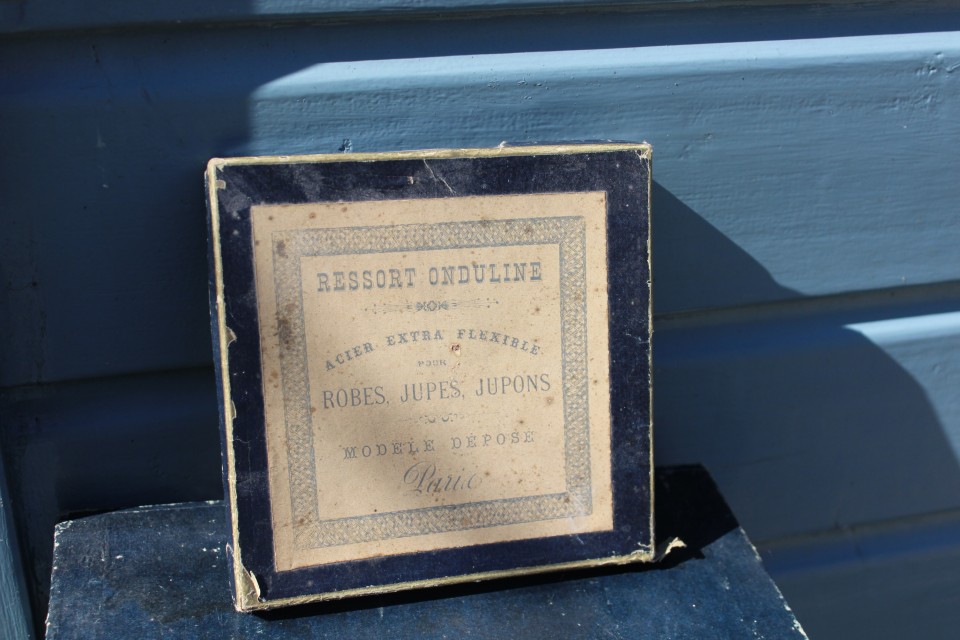 RESSORT ONDULINE
ACIER EXTRA FLEXIBLE
POUR
ROBES, JUPES, JUPONS
MODÈLE DÉPOSÉ
Paris